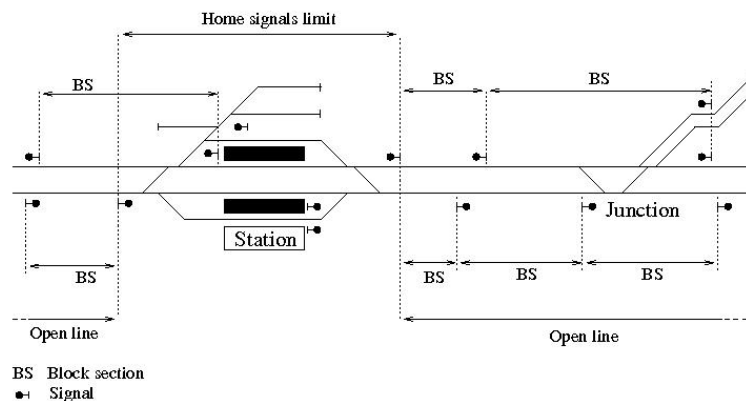 Home signals limit
BS
BS
BS
Station
Junction
BS
BS
BS
BS
Open line
Open line
BS Block section
Signal